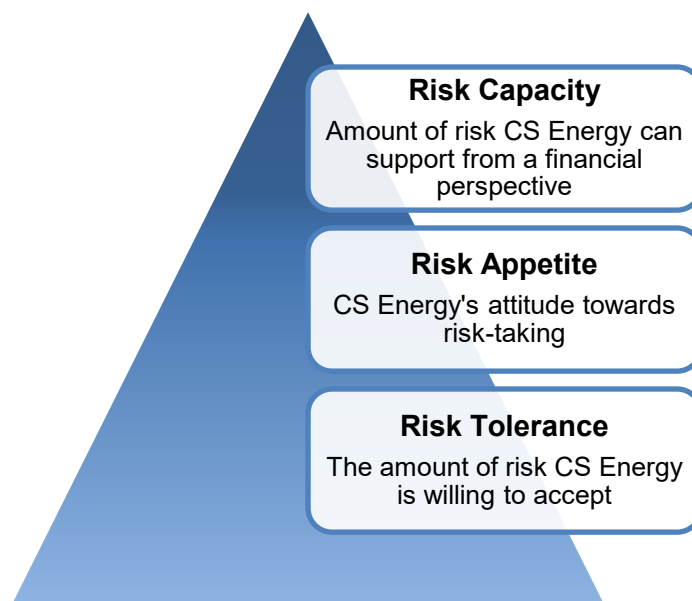 Risk Capacity
Amount of risk CS Energy can
support from a financial
perspective
Risk Appetite
CS Energy's attitude towards
risk-taking
Risk Tolerance
The amount of risk CS Energy
is willing to accept